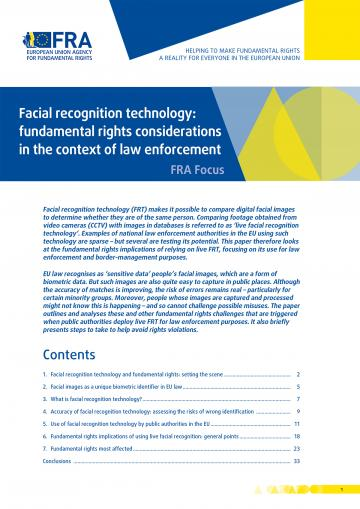 FRA
EUROPEAN UNION AGENCY
FOR FUNDAMENTAL RIGHTS
HELPING TO MAKE FUNDAMENTAL RIGHTS
A REALITY FOR EVERYONE IN THE EUROPEAN UNION
Facial recognition technology:
fundamental rights considerations
in the context of law enforcement
FRA Focus
Facial recognition technology (FRT) makes it possible to compare digital facial images
to determine whether they are of the same person. Comparing footage obtained from
video cameras (CCTV) with images in databases is referred to as ‘live facial recognition
technology’. Examples of national law enforcement authorities in the EU using such
technology are sparse – but several are testing its potential. This paper therefore looks
at the fundamental rights implications of relying on live FRT, focusing on its use for law
enforcement and border-management purposes.
EU law recognises as ‘sensitive data’ people’s facial images, which are a form of
biometric data. But such images are also quite easy to capture in public places. Although
the accuracy of matches is improving, the risk of errors remains real – particularly for
certain minority groups. Moreover, people whose images are captured and processed
might not know this is happening – and so cannot challenge possible misuses. The paper
outlines and analyses these and other fundamental rights challenges that are triggered
when public authorities deploy live FRT for law enforcement purposes. It also briefly
presents steps to take to help avoid rights violations.
Contents
1. Facial recognition technology and fundamental rights: setting the scene 2
2. Facial images as a unique biometric identifier in EU law 5
3. What is facial recognition technology? 7
4. Accuracy of facial recognition technology: assessing the risks of wrong identification 9
5. Use of facial recognition technology by public authorities in the EU 11
6. Fundamental rights implications of using live facial recognition: general points 18
7. Fundamental rights most affected 23
Conclusions 33
1